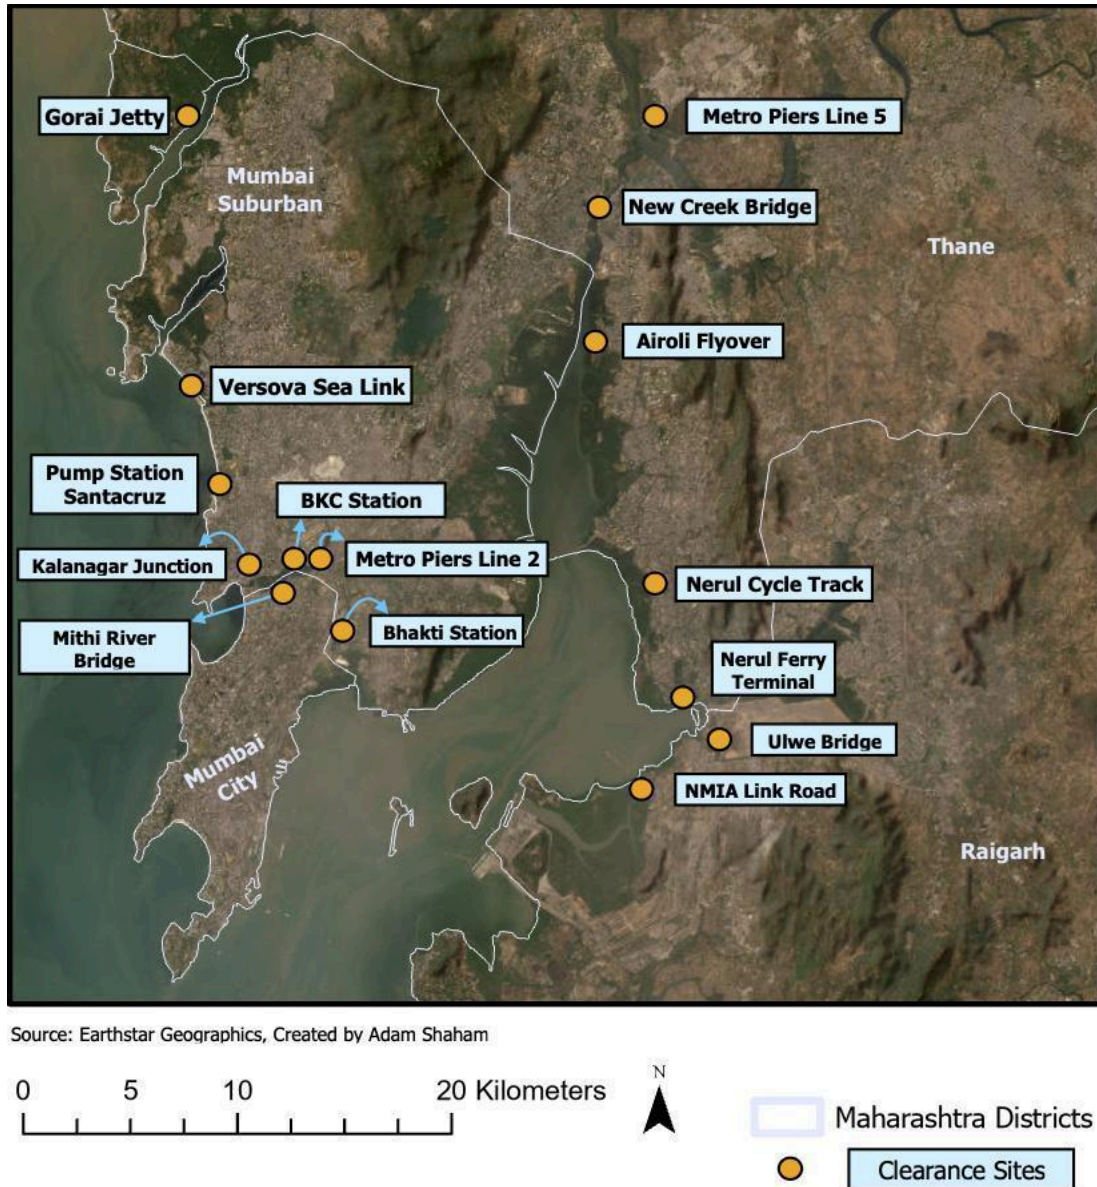 Gorai Jetty
Metro Piers Line 5
Mumbai
Suburban
New Creek Bridge
Thane
Airoli Flyover
Versova Sea Link
Pump Station
Santacruz
BKC Station
Kalanagar Junction
Metro Piers Line 2
Nerul Cycle Track
Mithi River
Bridge
Bhakti Station
Nerul Ferry
Terminal
Ulwe Bridge
Mumbai
City
NMIA Link Road
Raigarh
Source: Earthstar Geographics, Created by Adam Shaham
0 5 10 20 Kilometers
N
Maharashtra Districts
Clearance Sites